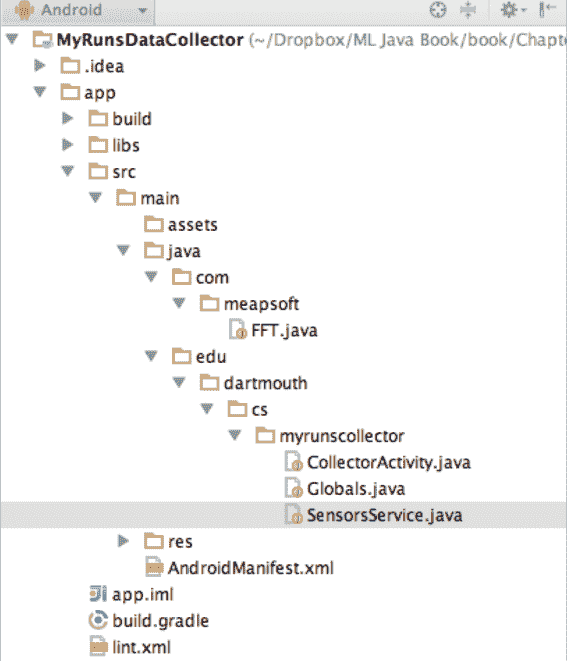 Android
MyRunsDataCollector (~/Dropbox/ML Java Book/book/Chapte
.idea
app
build
libs
src
main
assets
java
com
meapsoft
FFT.java
edu
dartmouth
cs
myrunscollector
CollectorActivity.java
Globals.java
SensorsService.java
res
AndroidManifest.xml
app.iml
build.gradle
lint.xml